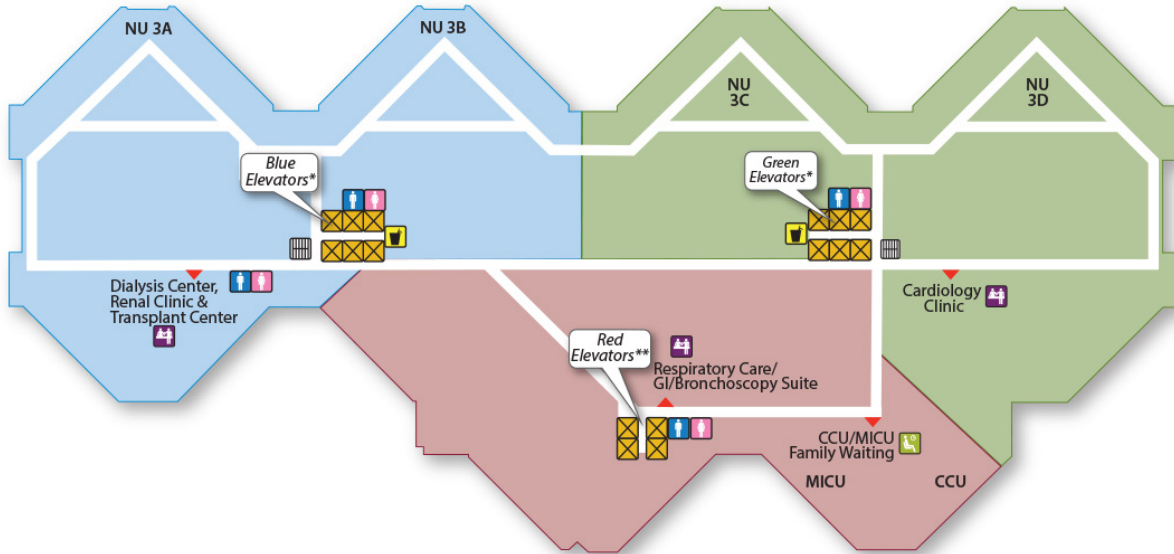 NU 3A
NU 3B
NU
3C
NU
3D
Blue
Elevators*
Green
Elevators*
Dialysis Center,
Renal Clinic &
Transplant Center
Cardiology
Clinic
Red
Elevators**
Respiratory Care/
GI/Bronchoscopy Suite
CCU/MICU
Family Waiting
MICU
CCU